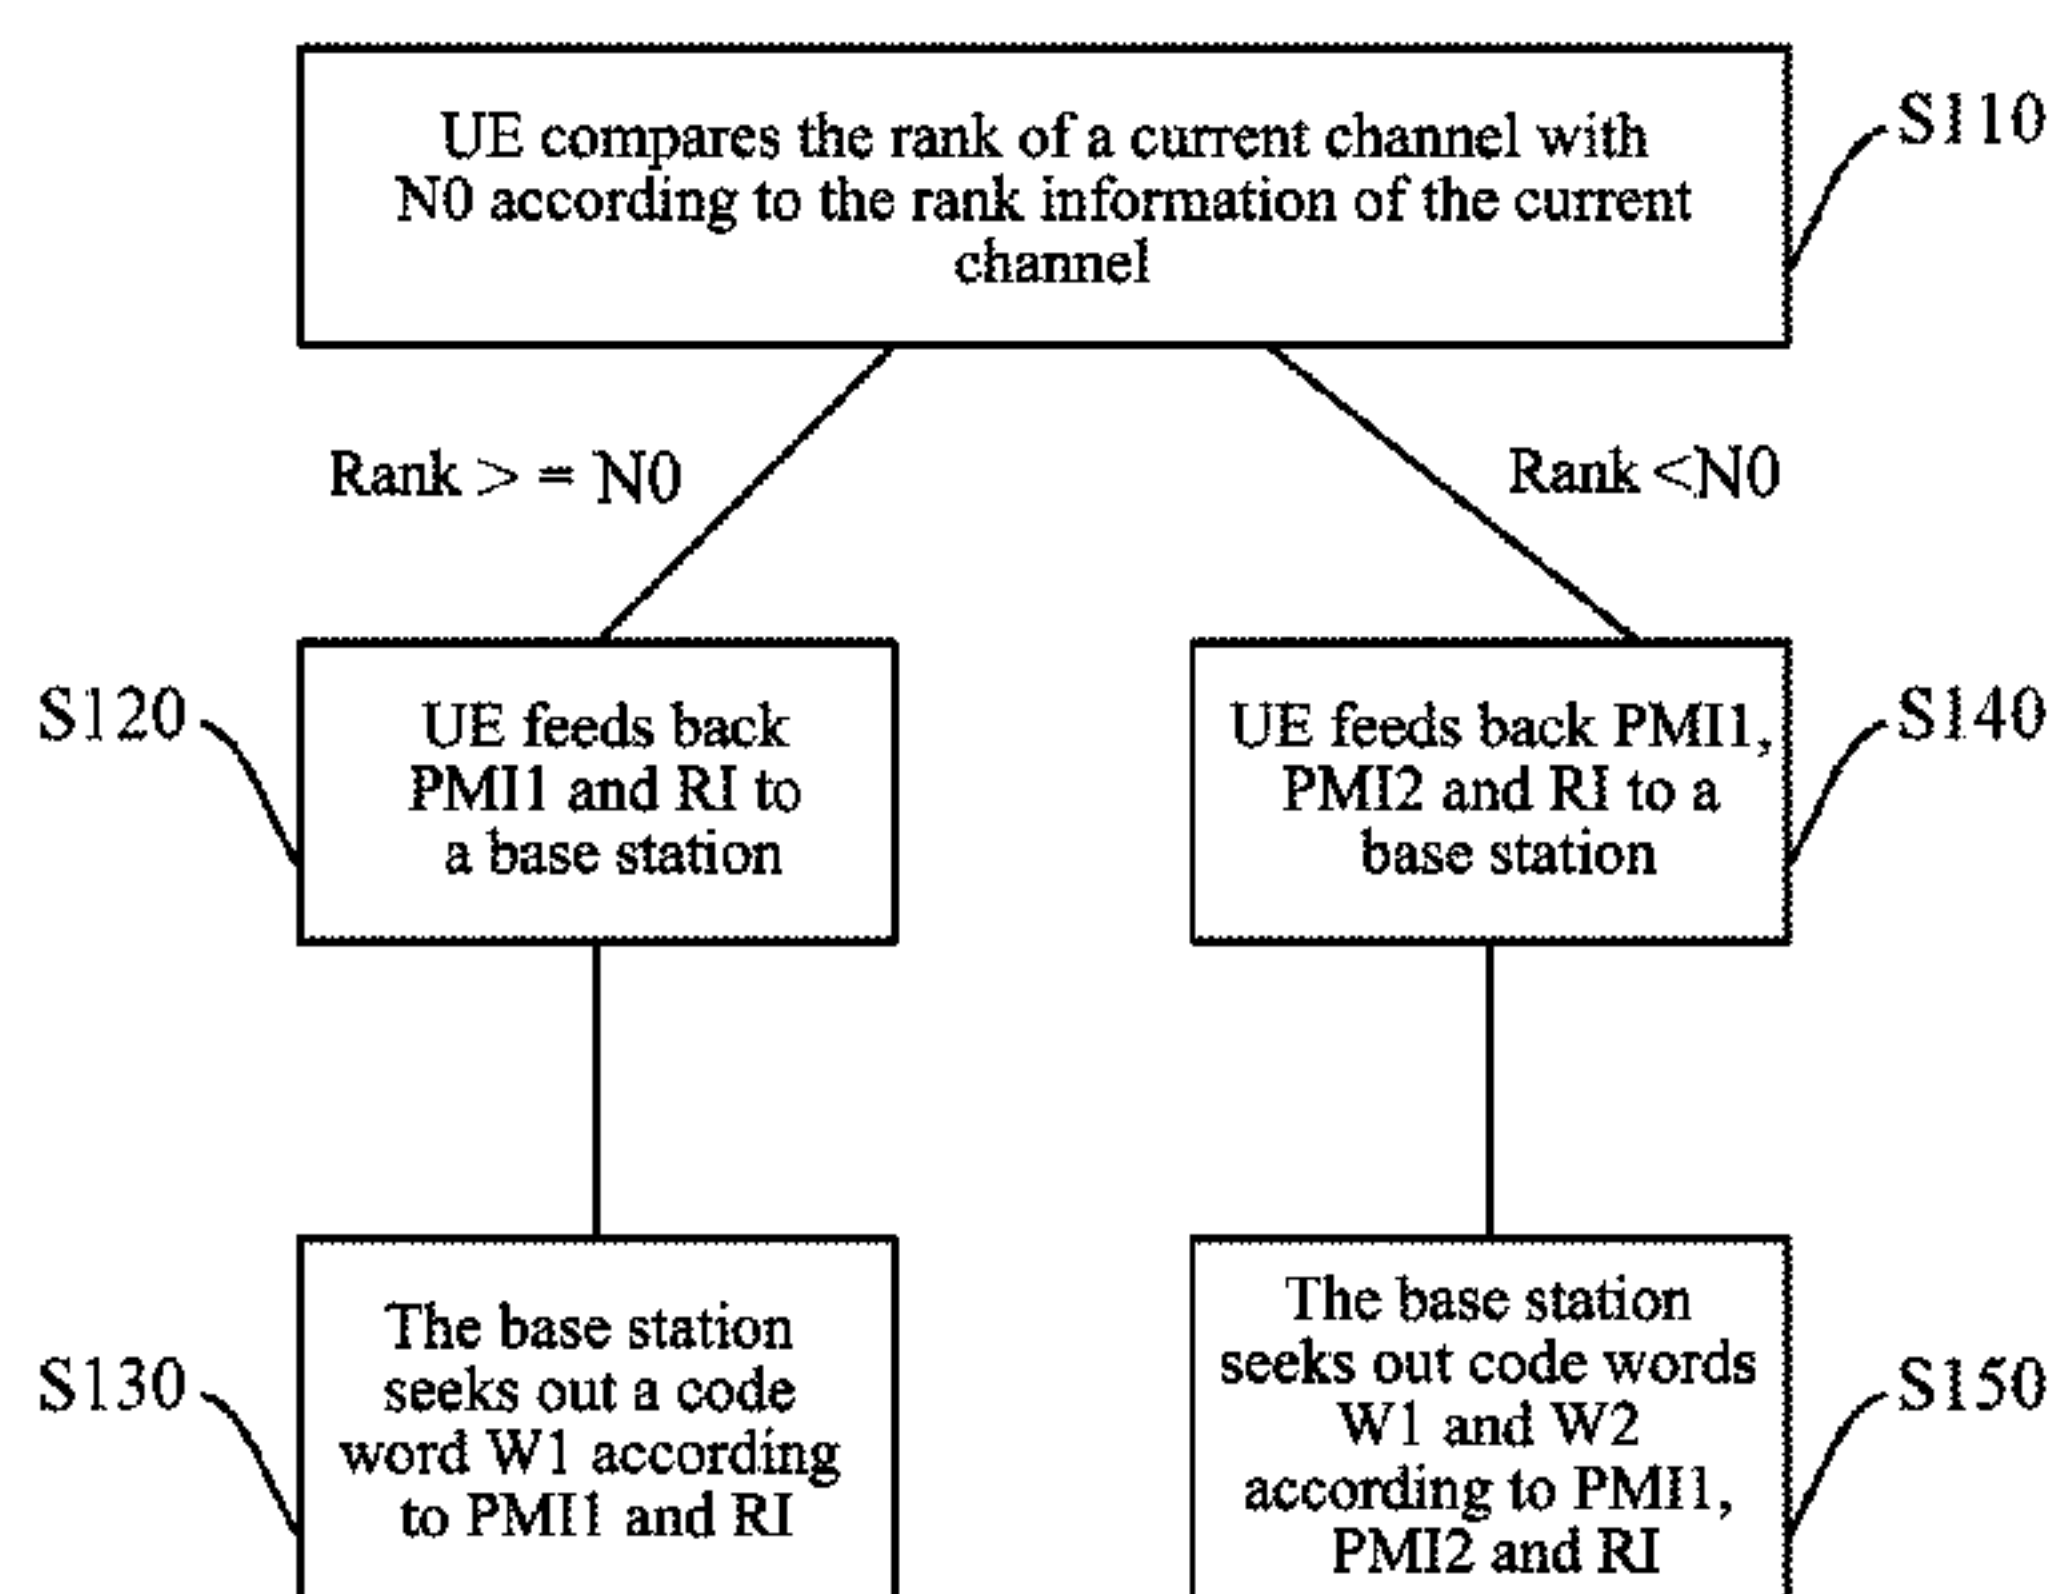 UE compares the rank of a current channel with
N0 according to the rank information of the current
channel
S110
Rank > = N0
Rank <N0
S120
UE feeds back
PMI1 and RI to
a base station
UE feeds back PMI1,
PMI2 and RI to a
base station
S140
S130
The base station
seeks out a code
word W1 according
to PMI1 and RI
The base station
seeks out code words
W1 and W2
according to PMI1,
PMI2 and RI
S150